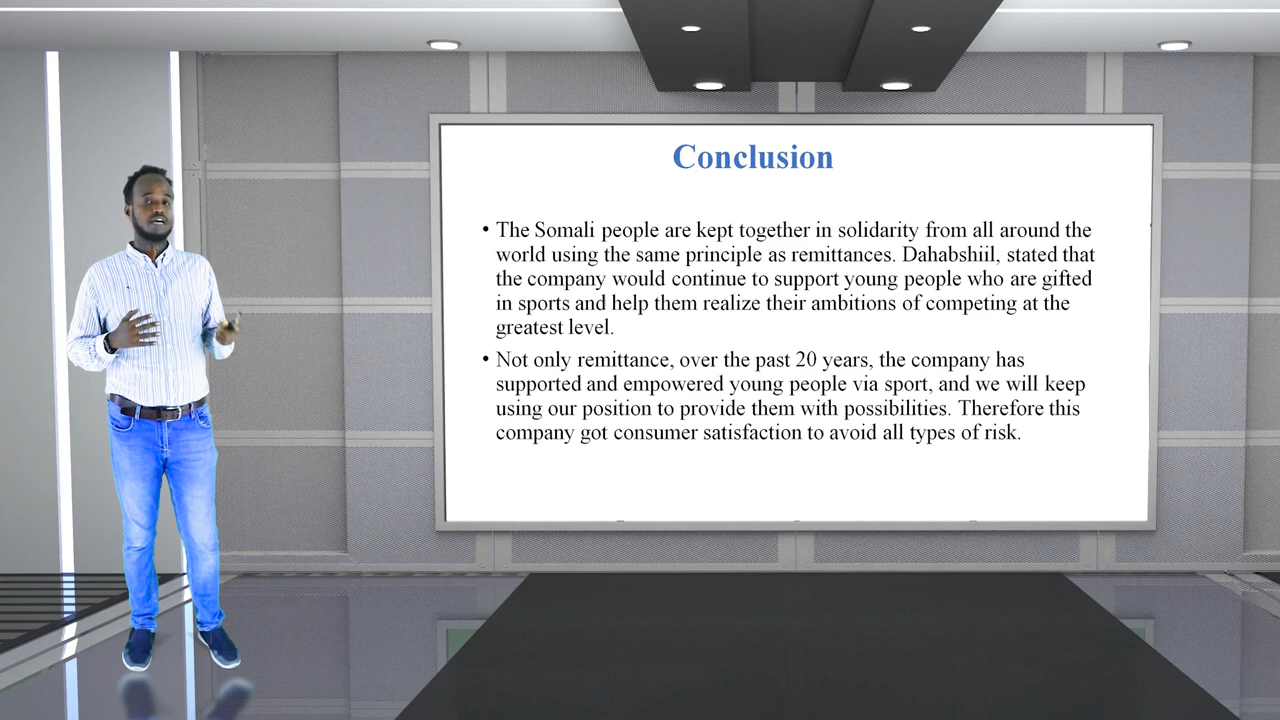 Conclusion
• The Somali people are kept together in solidarity from all around the
world using the same principle as remittances. Dahabshiil, stated that
the company would continue to support young people who are gifted
in sports and help them realize their ambitions of competing at the
greatest level.
• Not only remittance, over the past 20 years, the company has
supported and empowered young people via sport, and we will keep
using our position to provide them with possibilities. Therefore this
company got consumer satisfaction to avoid all types of risk.